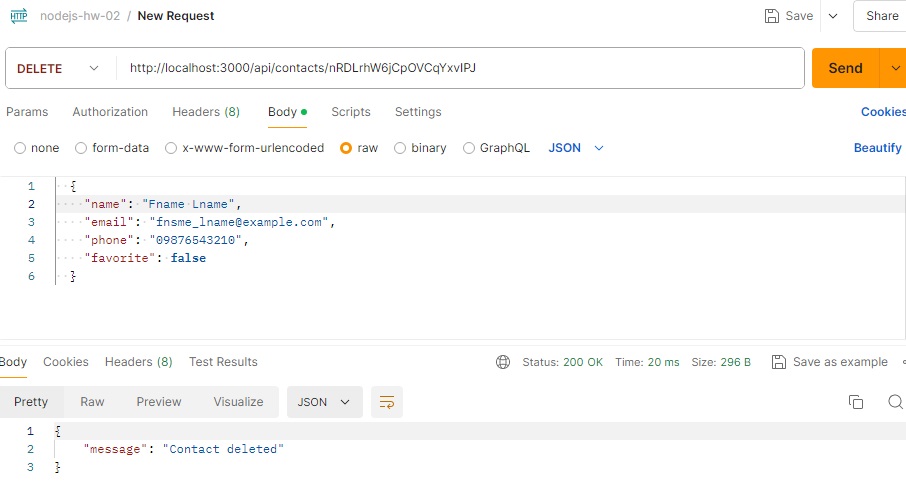 HTTP nodejs-hw-02 / New Request Save Share
DELETE http://localhost:3000/api/contacts/nRDLrhW6jCpOVCqYxvIPJ Send
Params Authorization Headers (8) Body Scripts Settings Cookies
none form-data x-www-form-urlencoded raw binary GraphQL JSON Beautify
1 {
2 "name": "Fname Lname",
3 "email": "fnsme_lname@example.com",
4 "phone": "09876543210",
5 "favorite": false
6 }
Body Cookies Headers (8) Test Results Status: 200 OK Time: 20 ms Size: 296 B Save as example
Pretty Raw Preview Visualize JSON
1 {
2 "message": "Contact deleted"
3 }